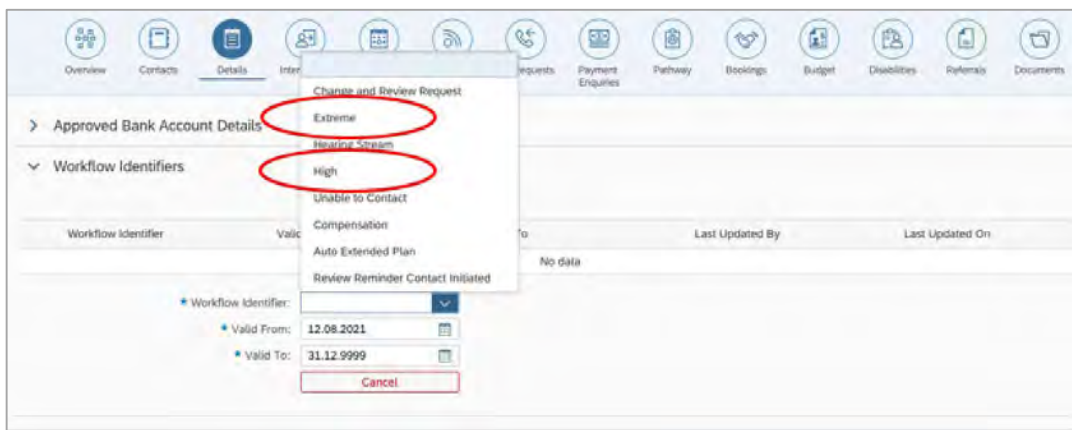 Overview Contacts Details Inter equests Payment Enquiries Pathway Bookings Budget Disabilities Referrals Documents
Change and Review Request
Approved Bank Account Details
Extreme
Hearing Stream
Workflow Identifiers
High
Unable to Contact
Compensation
Workflow Identifier Valid o Last Updated By Last Updated On
Auto Extended Plan
No data
Review Reminder Contact Initiated
* Workflow Identifier:
* Valid From: 12.08.2021
* Valid To: 31.12.9999
Cancel